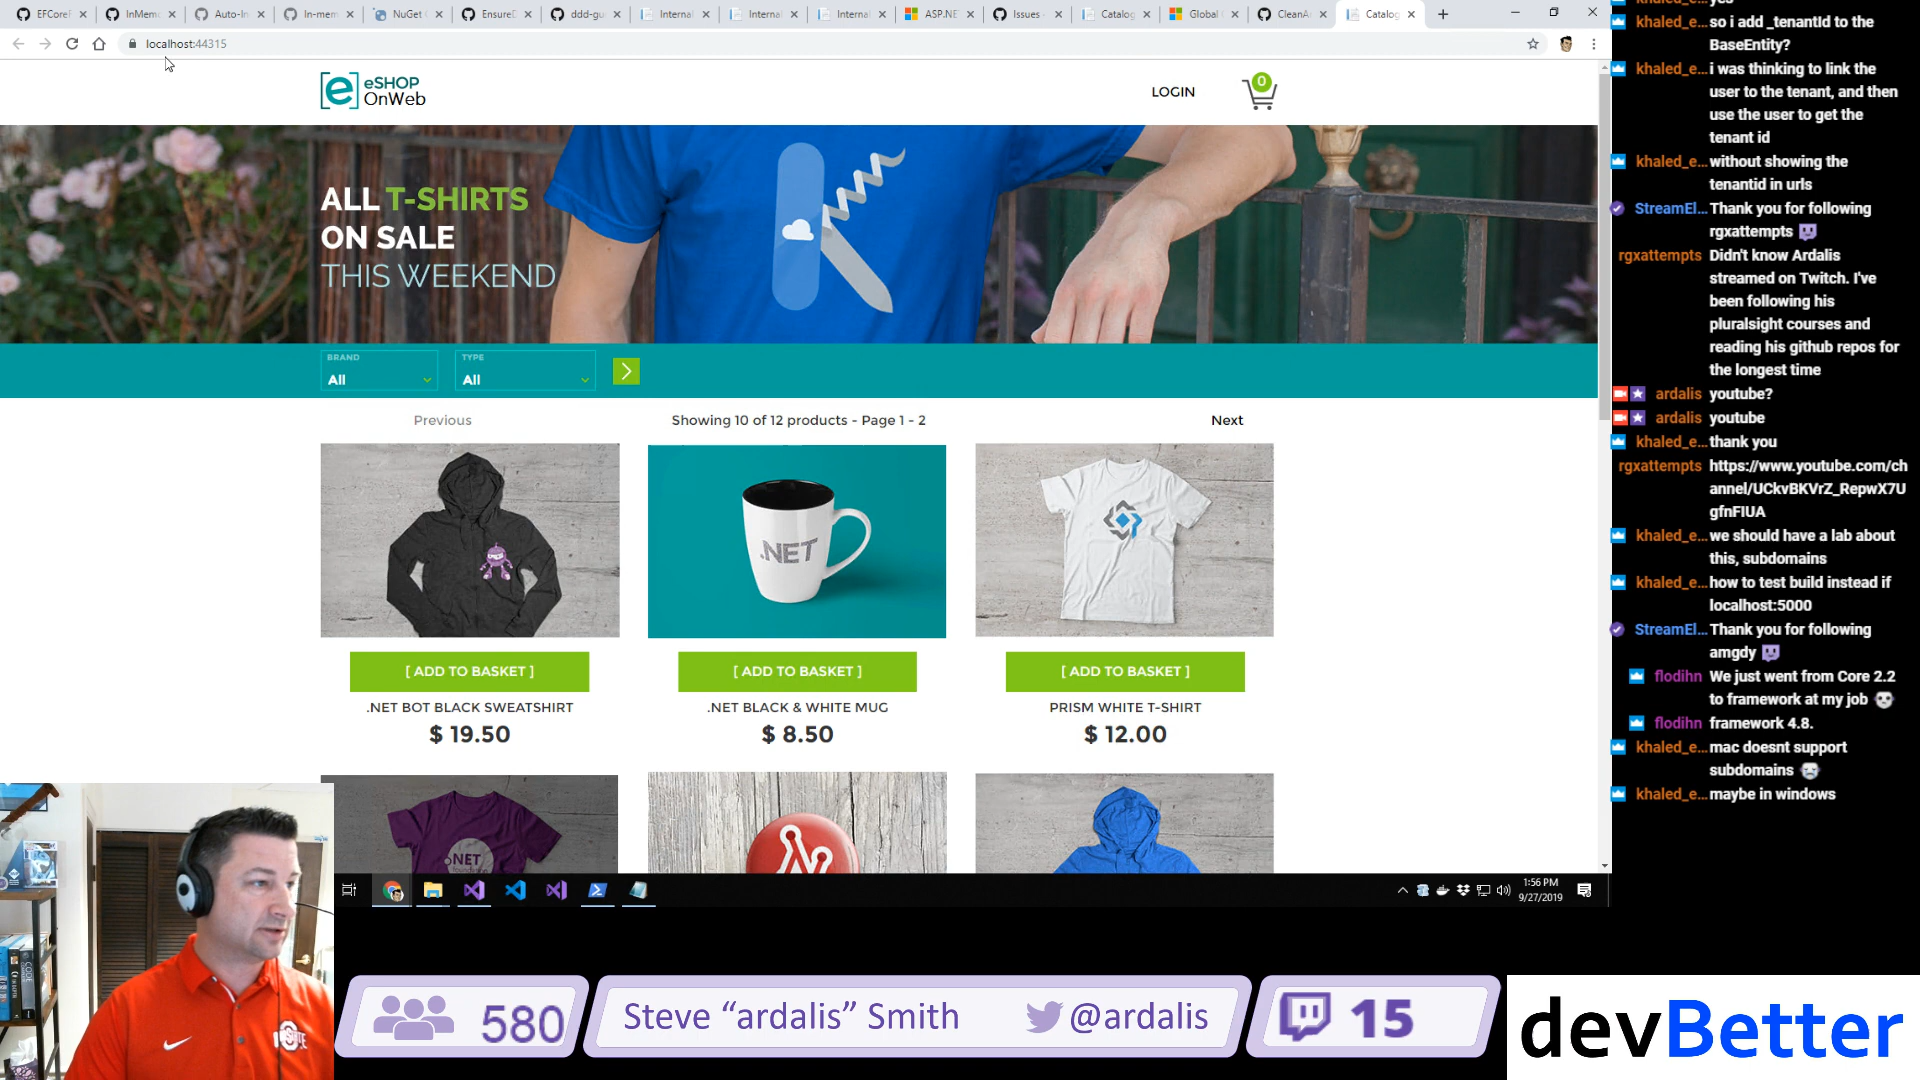 EFCoreF
InMem
Auto-In
In-mem
NuGet
EnsureD
ddd-gu
Internal
Internal
Internal
ASP.NE
Issues
Catalog
Global
CleanA
Catalog
localhost:44315
eSHOP
OnWeb
LOGIN
0
ALL T-SHIRTS
ON SALE
THIS WEEKEND
BRAND
All
TYPE
All
Previous
Showing 10 of 12 products - Page 1 - 2
Next
.NET
[ ADD TO BASKET ]
[ ADD TO BASKET ]
[ ADD TO BASKET ]
.NET BOT BLACK SWEATSHIRT
.NET BLACK & WHITE MUG
PRISM WHITE T-SHIRT
$ 19.50
$ 8.50
$ 12.00
.NET
1:56 PM
9/27/2019
580
Steve "ardalis" Smith
@ardalis
15
devBetter
yes
khaled_e... so i add _tenantId to the
BaseEntity?
khaled_e... i was thinking to link the
user to the tenant, and then
use the user to get the
tenant id
khaled_e... without showing the
tenantid in urls
StreamEl... Thank you for following
rgxattempts
rgxattempts Didn't know Ardalis
streamed on Twitch. I've
been following his
pluralsight courses and
reading his github repos for
the longest time
ardalis youtube?
ardalis youtube
khaled_e... thank you
rgxattempts https://www.youtube.com/ch
annel/UCkvBKVrZ_RepwX7U
gfnFIUA
khaled_e... we should have a lab about
this, subdomains
khaled_e... how to test build instead if
localhost:5000
StreamEl... Thank you for following
amgdy
flodihn We just went from Core 2.2
to framework at my job
flodihn framework 4.8.
khaled_e... mac doesnt support
subdomains
khaled_e... maybe in windows